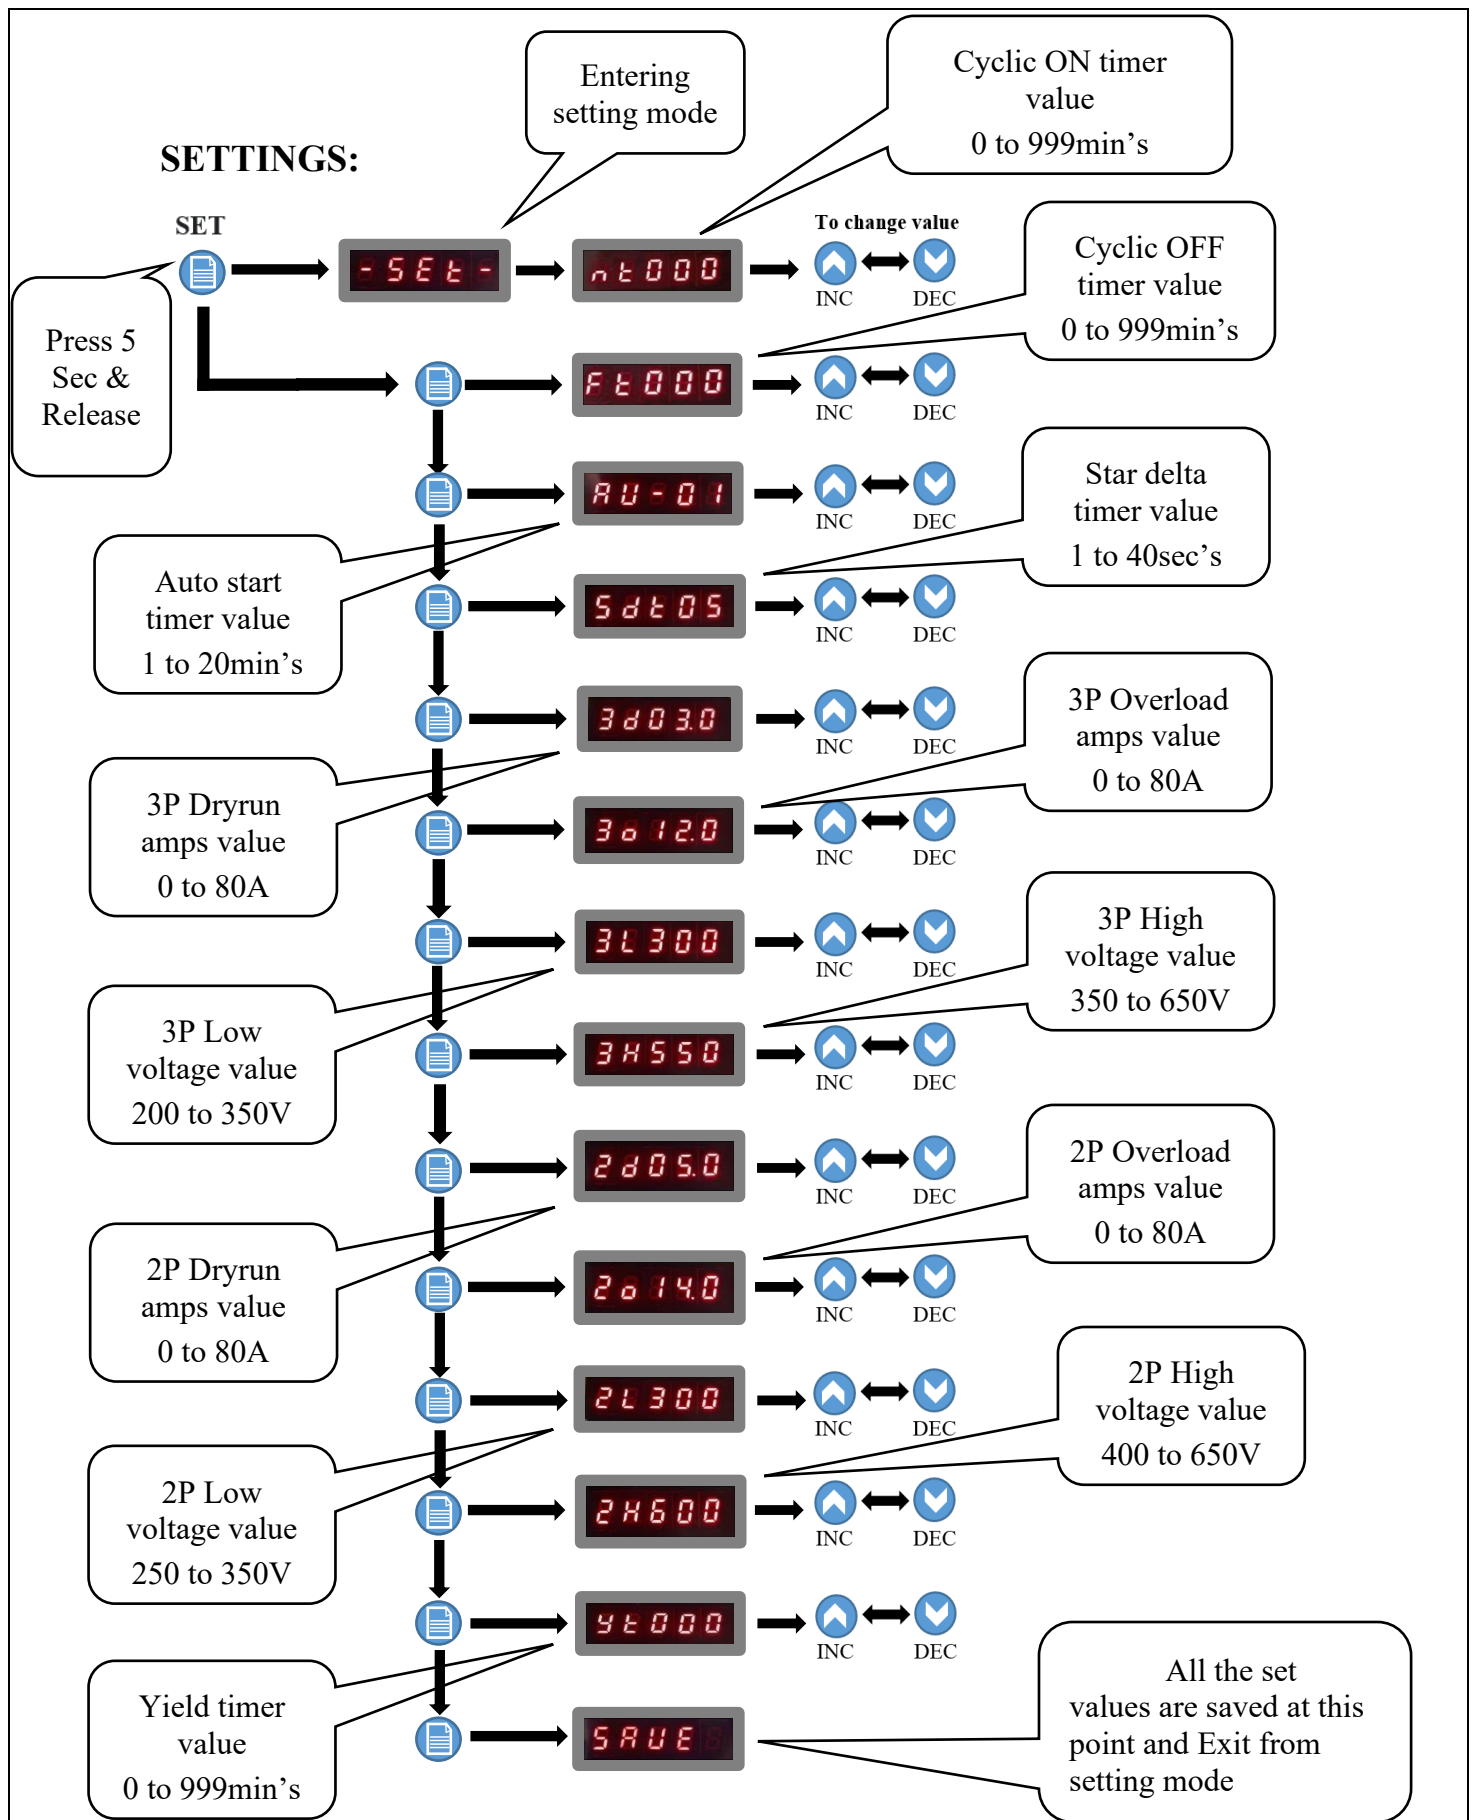 Entering
setting mode
Cyclic ON timer
value
0 to 999min's
SETTINGS:
SET
To change value
-SEt-
nt000
INC
DEC
Press 5
Sec &
Release
Cyclic OFF
timer value
0 to 999min's
Ft000
INC
DEC
AU-01
INC
DEC
Auto start
timer value
1 to 20min's
Star delta
timer value
1 to 40sec's
Sdt05
INC
DEC
3d03.0
INC
DEC
3P Dryrun
amps value
0 to 80A
3P Overload
amps value
0 to 80A
3o12.0
INC
DEC
3L300
INC
DEC
3P Low
voltage value
200 to 350V
3P High
voltage value
350 to 650V
3H550
INC
DEC
2d05.0
INC
DEC
2P Dryrun
amps value
0 to 80A
2P Overload
amps value
0 to 80A
2o14.0
INC
DEC
2L300
INC
DEC
2P Low
voltage value
250 to 350V
2P High
voltage value
400 to 650V
2H600
INC
DEC
yt000
INC
DEC
Yield timer
value
0 to 999min's
SAVE
All the set
values are saved at this
point and Exit from
setting mode